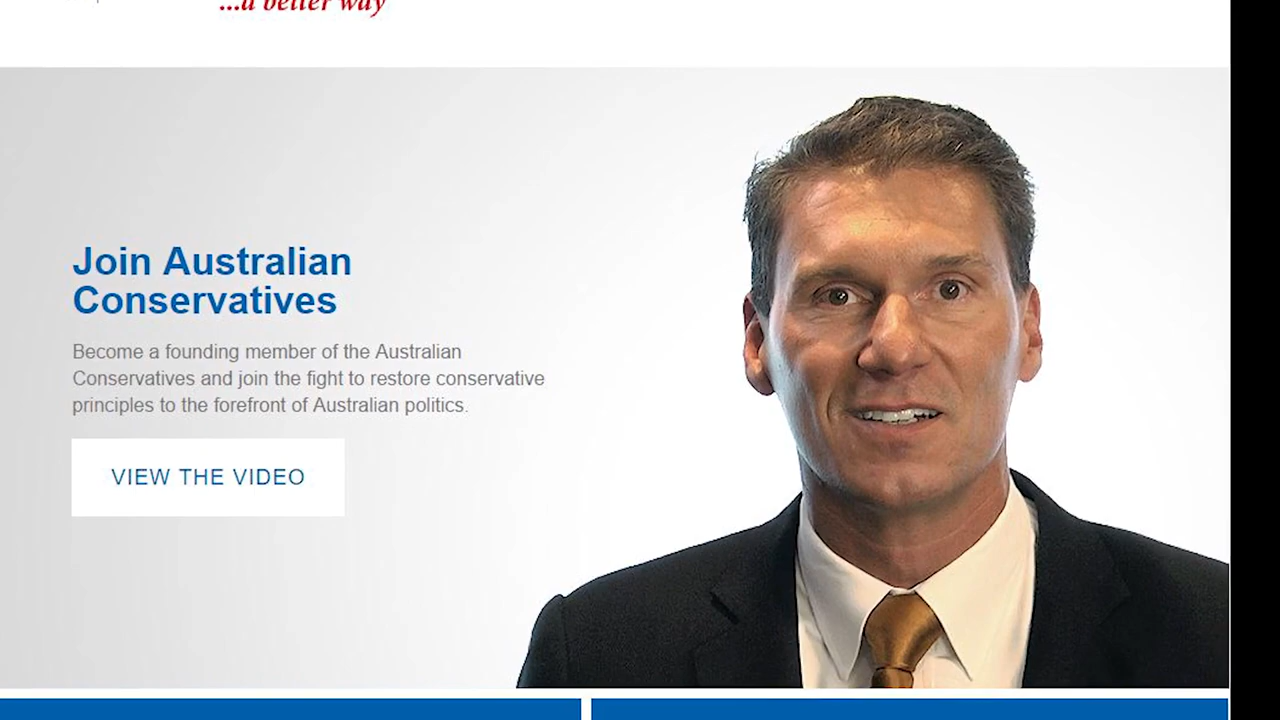 ...a better way
Join Australian
Conservatives
Become a founding member of the Australian
Conservatives and join the fight to restore conservative
principles to the forefront of Australian politics.
VIEW THE VIDEO